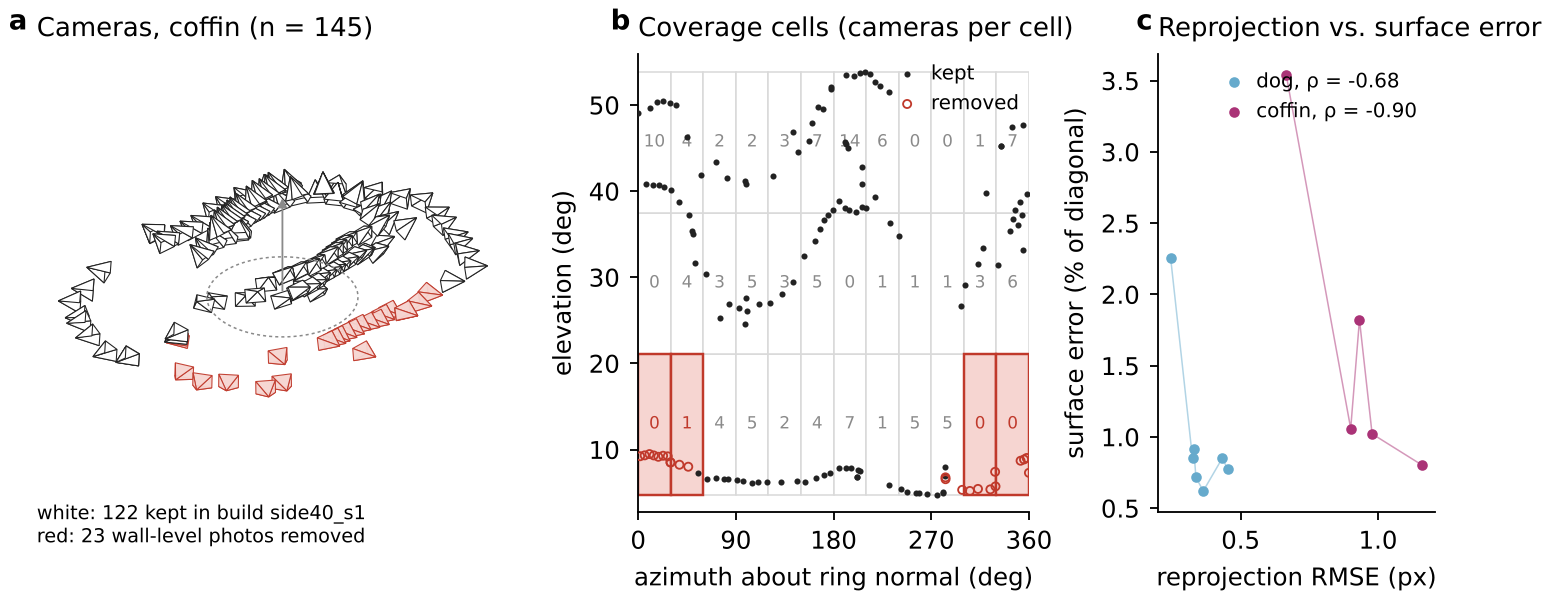 a Cameras, coffin (n = 145)
white: 122 kept in build side40_s1
red: 23 wall-level photos removed
b Coverage cells (cameras per cell)
kept
removed
50
40
30
20
10
elevation (deg)
10 4 2 2 3 7 14 6 0 0 1 7
0 4 3 5 3 5 0 1 1 1 3 6
0 1 4 5 2 4 7 1 5 5 0 0
0 90 180 270 360
azimuth about ring normal (deg)
c Reprojection vs. surface error
dog, ρ = -0.68
coffin, ρ = -0.90
3.5
3.0
2.5
2.0
1.5
1.0
0.5
surface error (% of diagonal)
0.5 1.0
reprojection RMSE (px)